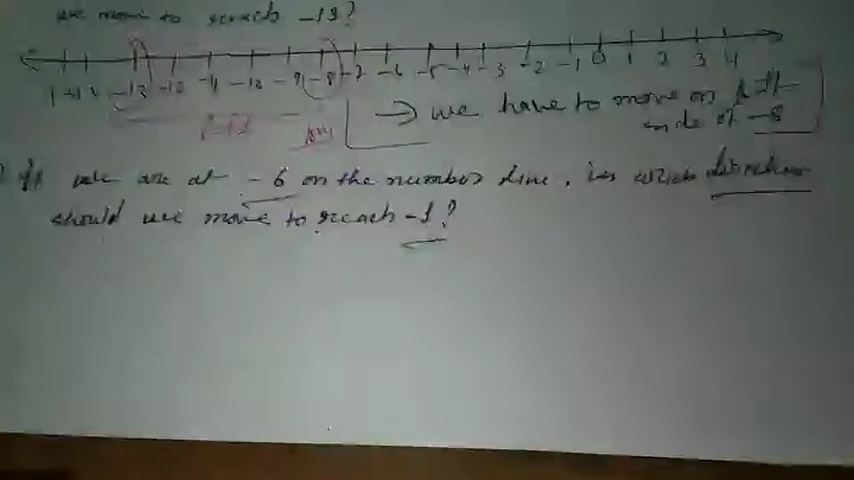 we move to reach -13?
-13 -12 -11 -10 -9 -8 -7 -6 -5 -4 -3 -2 -1 0 1 2 3 4
→ we have to move on left
side of -8
If we are at -6 on the number line, in which direction
should we move to reach -1?